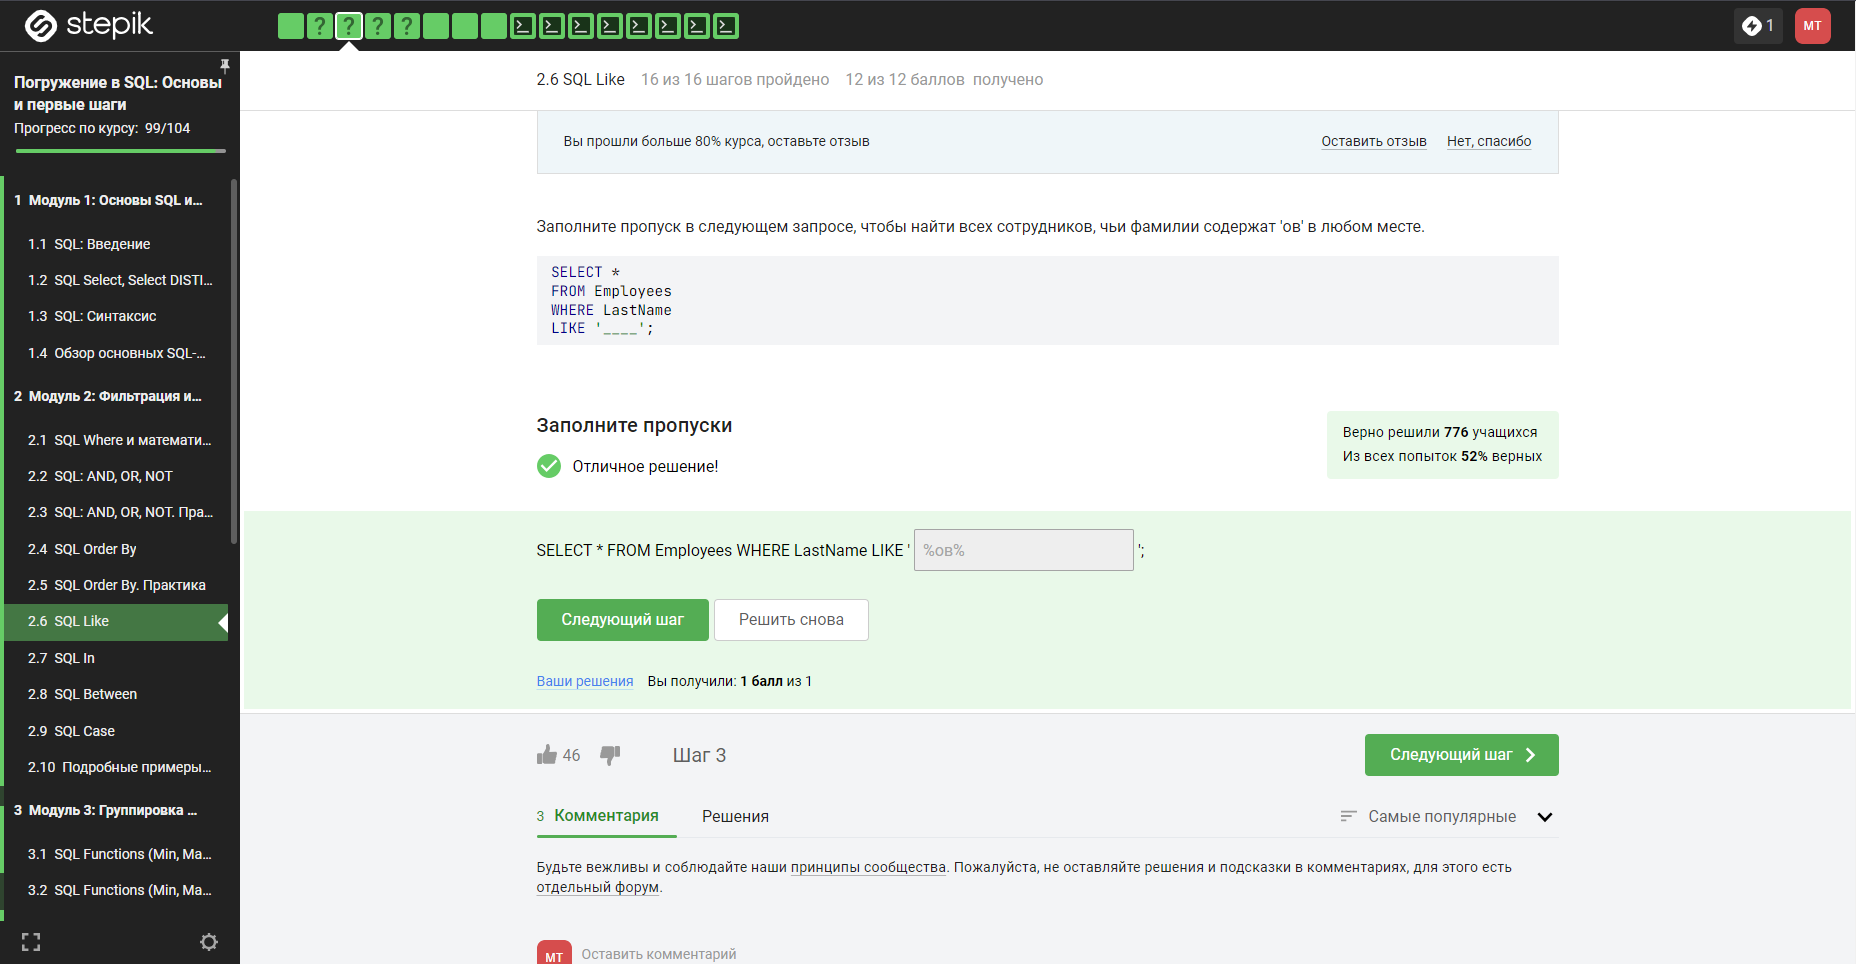 stepik
1
MT
Погружение в SQL: Основы
и первые шаги
Прогресс по курсу: 99/104
1 Модуль 1: Основы SQL и...
1.1 SQL: Введение
1.2 SQL Select, Select DISTI...
1.3 SQL: Синтаксис
1.4 Обзор основных SQL-...
2 Модуль 2: Фильтрация и...
2.1 SQL Where и математи...
2.2 SQL: AND, OR, NOT
2.3 SQL: AND, OR, NOT. Пра...
2.4 SQL Order By
2.5 SQL Order By. Практика
2.6 SQL Like
2.7 SQL In
2.8 SQL Between
2.9 SQL Case
2.10 Подробные примеры...
3 Модуль 3: Группировка ...
3.1 SQL Functions (Min, Ma...
3.2 SQL Functions (Min, Ma...
2.6 SQL Like 16 из 16 шагов пройдено 12 из 12 баллов получено
Вы прошли больше 80% курса, оставьте отзыв Оставить отзыв Нет, спасибо
Заполните пропуск в следующем запросе, чтобы найти всех сотрудников, чьи фамилии содержат 'ов' в любом месте.
SELECT *
FROM Employees
WHERE LastName
LIKE '____';
Заполните пропуски
Отличное решение!
Верно решили 776 учащихся
Из всех попыток 52% верных
SELECT * FROM Employees WHERE LastName LIKE ' %ов% ';
Следующий шаг Решить снова
Ваши решения Вы получили: 1 балл из 1
46 Шаг 3 Следующий шаг
3 Комментария Решения Самые популярные
Будьте вежливы и соблюдайте наши принципы сообщества. Пожалуйста, не оставляйте решения и подсказки в комментариях, для этого есть
отдельный форум.
MT Оставить комментарий